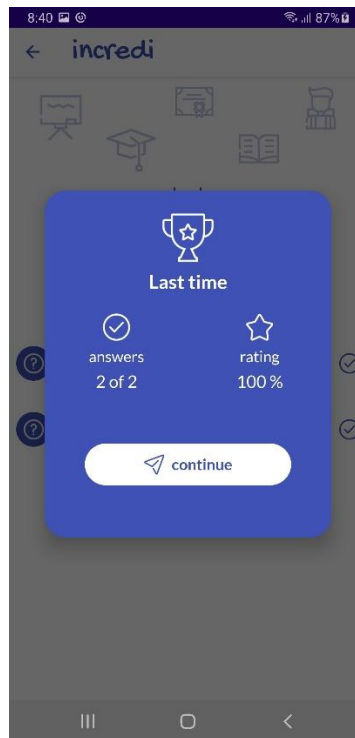 8:40 87%
incredi
Last time
answers rating
2 of 2 100 %
continue